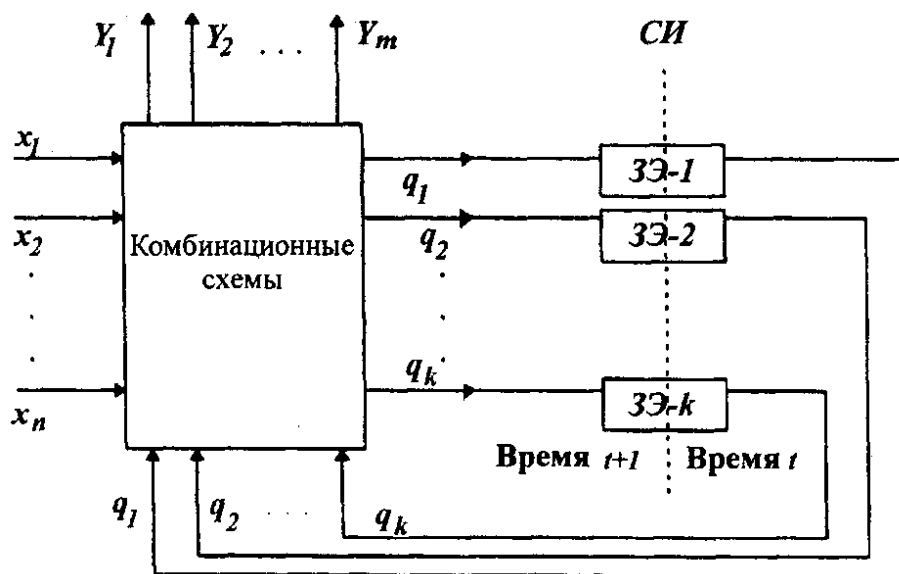 Y1 Y2 . . . Ym
СИ
x1
x2
xn
Комбинационные
схемы
q1
q2
qk
ЗЭ-1
ЗЭ-2
ЗЭ-k
Время t+1
Время t
q1 q2 . . . . qk